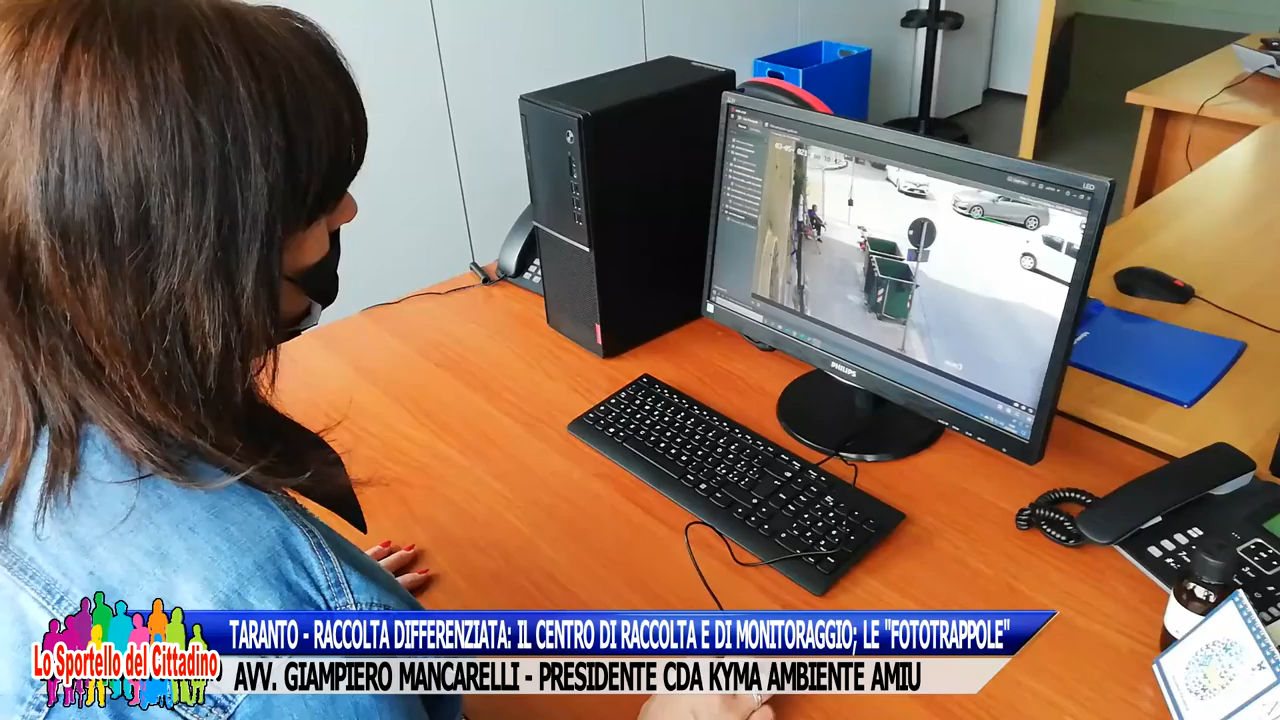 LED
PHILIPS
TARANTO - RACCOLTA DIFFERENZIATA: IL CENTRO DI RACCOLTA E DI MONITORAGGIO; LE "FOTOTRAPPOLE"
Lo Sportello del Cittadino
AVV. GIAMPIERO MANCARELLI - PRESIDENTE CDA KYMA AMBIENTE AMIU